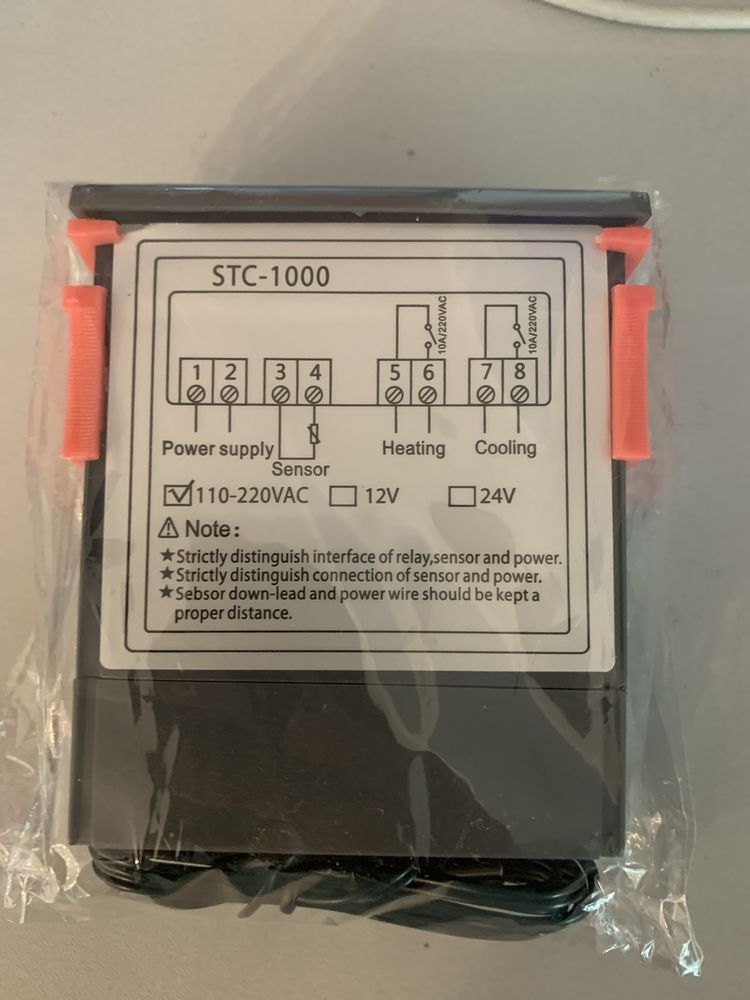 STC-1000
10A/220VAC
10A/220VAC
1 2 3 4 5 6 7 8
Power supply
Sensor
Heating
Cooling
110-220VAC 12V 24V
Note:
★Strictly distinguish interface of relay,sensor and power.
★Strictly distinguish connection of sensor and power.
★Sebsor down-lead and power wire should be kept a
proper distance.